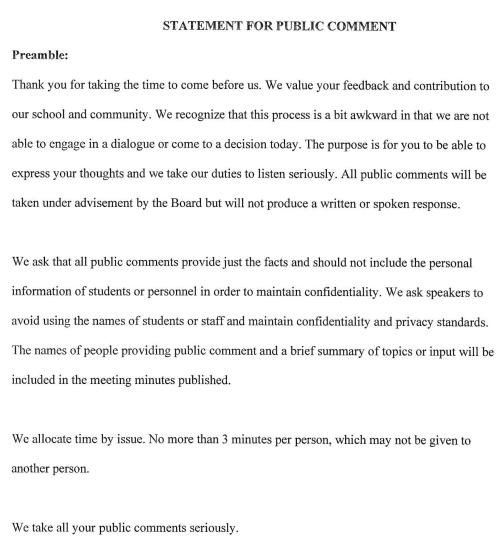 STATEMENT FOR PUBLIC COMMENT
Preamble:
Thank you for taking the time to come before us. We value your feedback and contribution to
our school and community. We recognize that this process is a bit awkward in that we are not
able to engage in a dialogue or come to a decision today. The purpose is for you to be able to
express your thoughts and we take our duties to listen seriously. All public comments will be
taken under advisement by the Board but will not produce a written or spoken response.
We ask that all public comments provide just the facts and should not include the personal
information of students or personnel in order to maintain confidentiality. We ask speakers to
avoid using the names of students or staff and maintain confidentiality and privacy standards.
The names of people providing public comment and a brief summary of topics or input will be
included in the meeting minutes published.
We allocate time by issue. No more than 3 minutes per person, which may not be given to
another person.
We take all your public comments seriously.